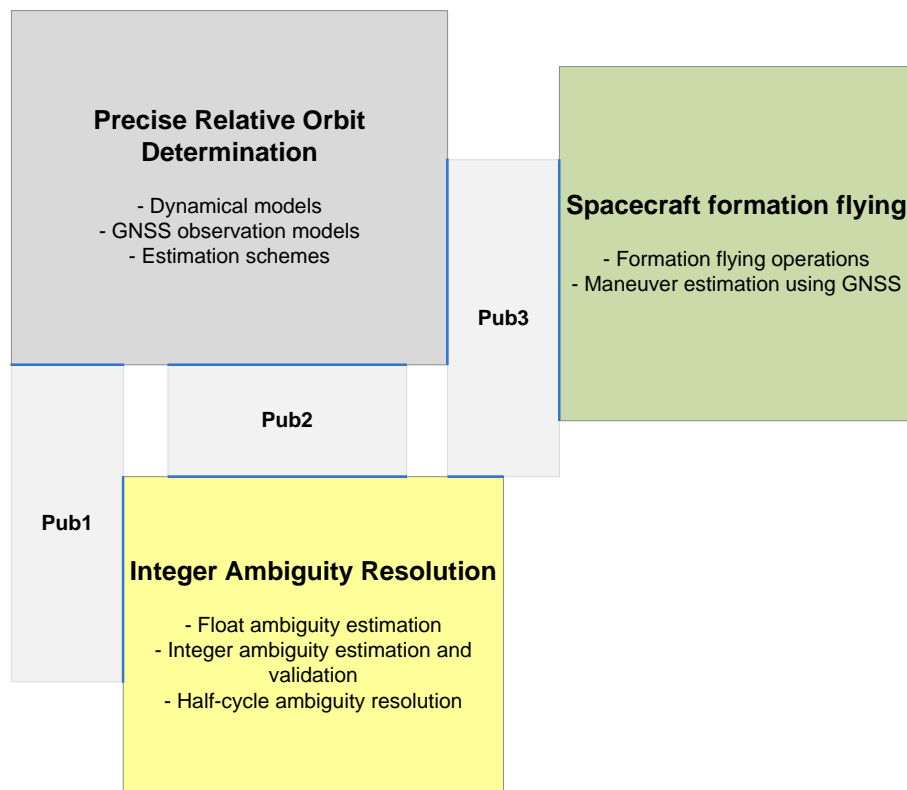 Precise Relative Orbit
Determination
- Dynamical models
- GNSS observation models
- Estimation schemes
Spacecraft formation flying
- Formation flying operations
- Maneuver estimation using GNSS
Pub3
Pub2
Pub1
Integer Ambiguity Resolution
- Float ambiguity estimation
- Integer ambiguity estimation and
validation
- Half-cycle ambiguity resolution